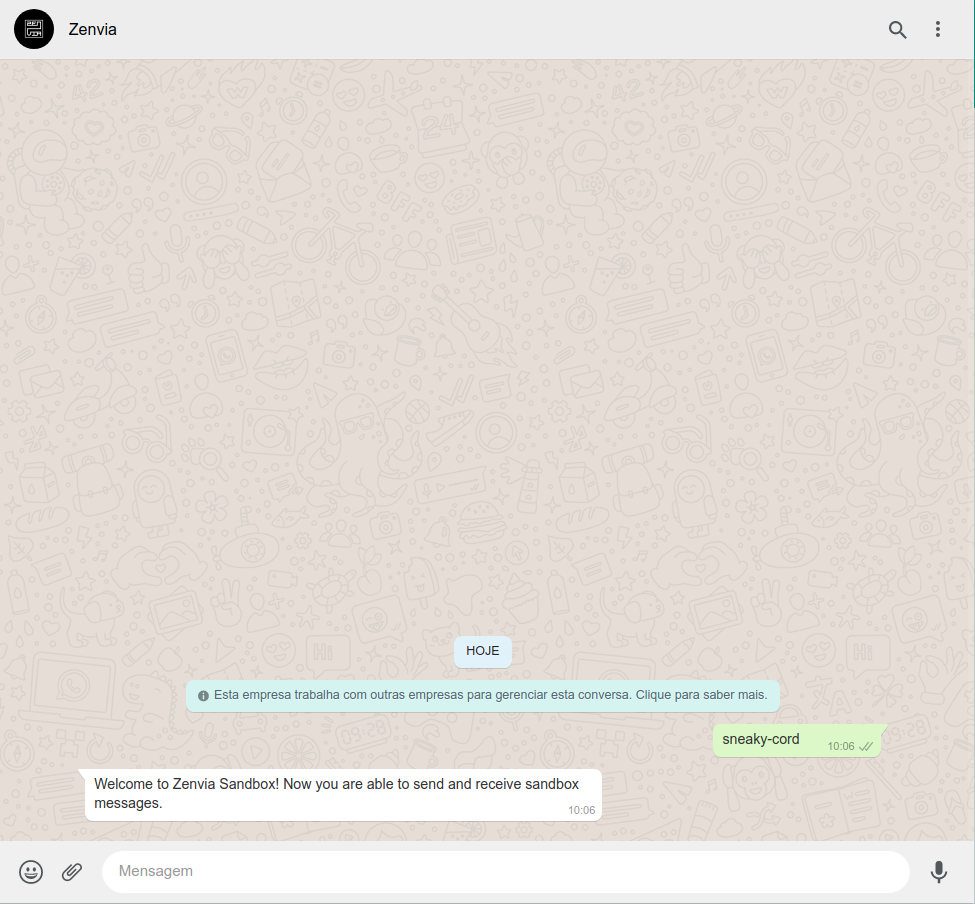 Zenvia
HOJE
Esta empresa trabalha com outras empresas para gerenciar esta conversa. Clique para saber mais.
sneaky-cord
10:06
Welcome to Zenvia Sandbox! Now you are able to send and receive sandbox
messages.
10:06
Mensagem